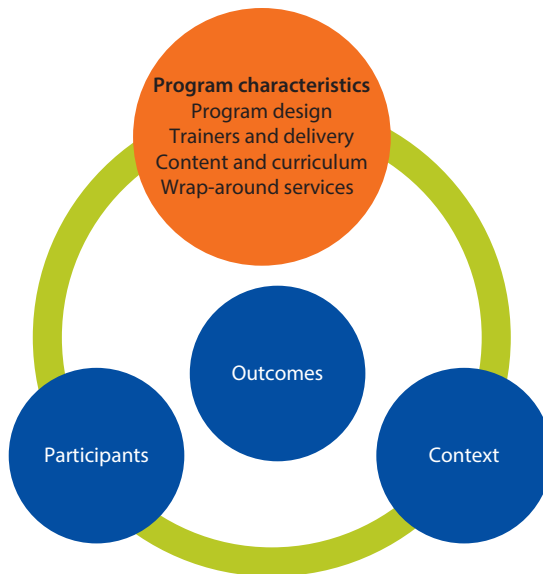 Program characteristics
Program design
Trainers and delivery
Content and curriculum
Wrap-around services
Outcomes
Participants
Context